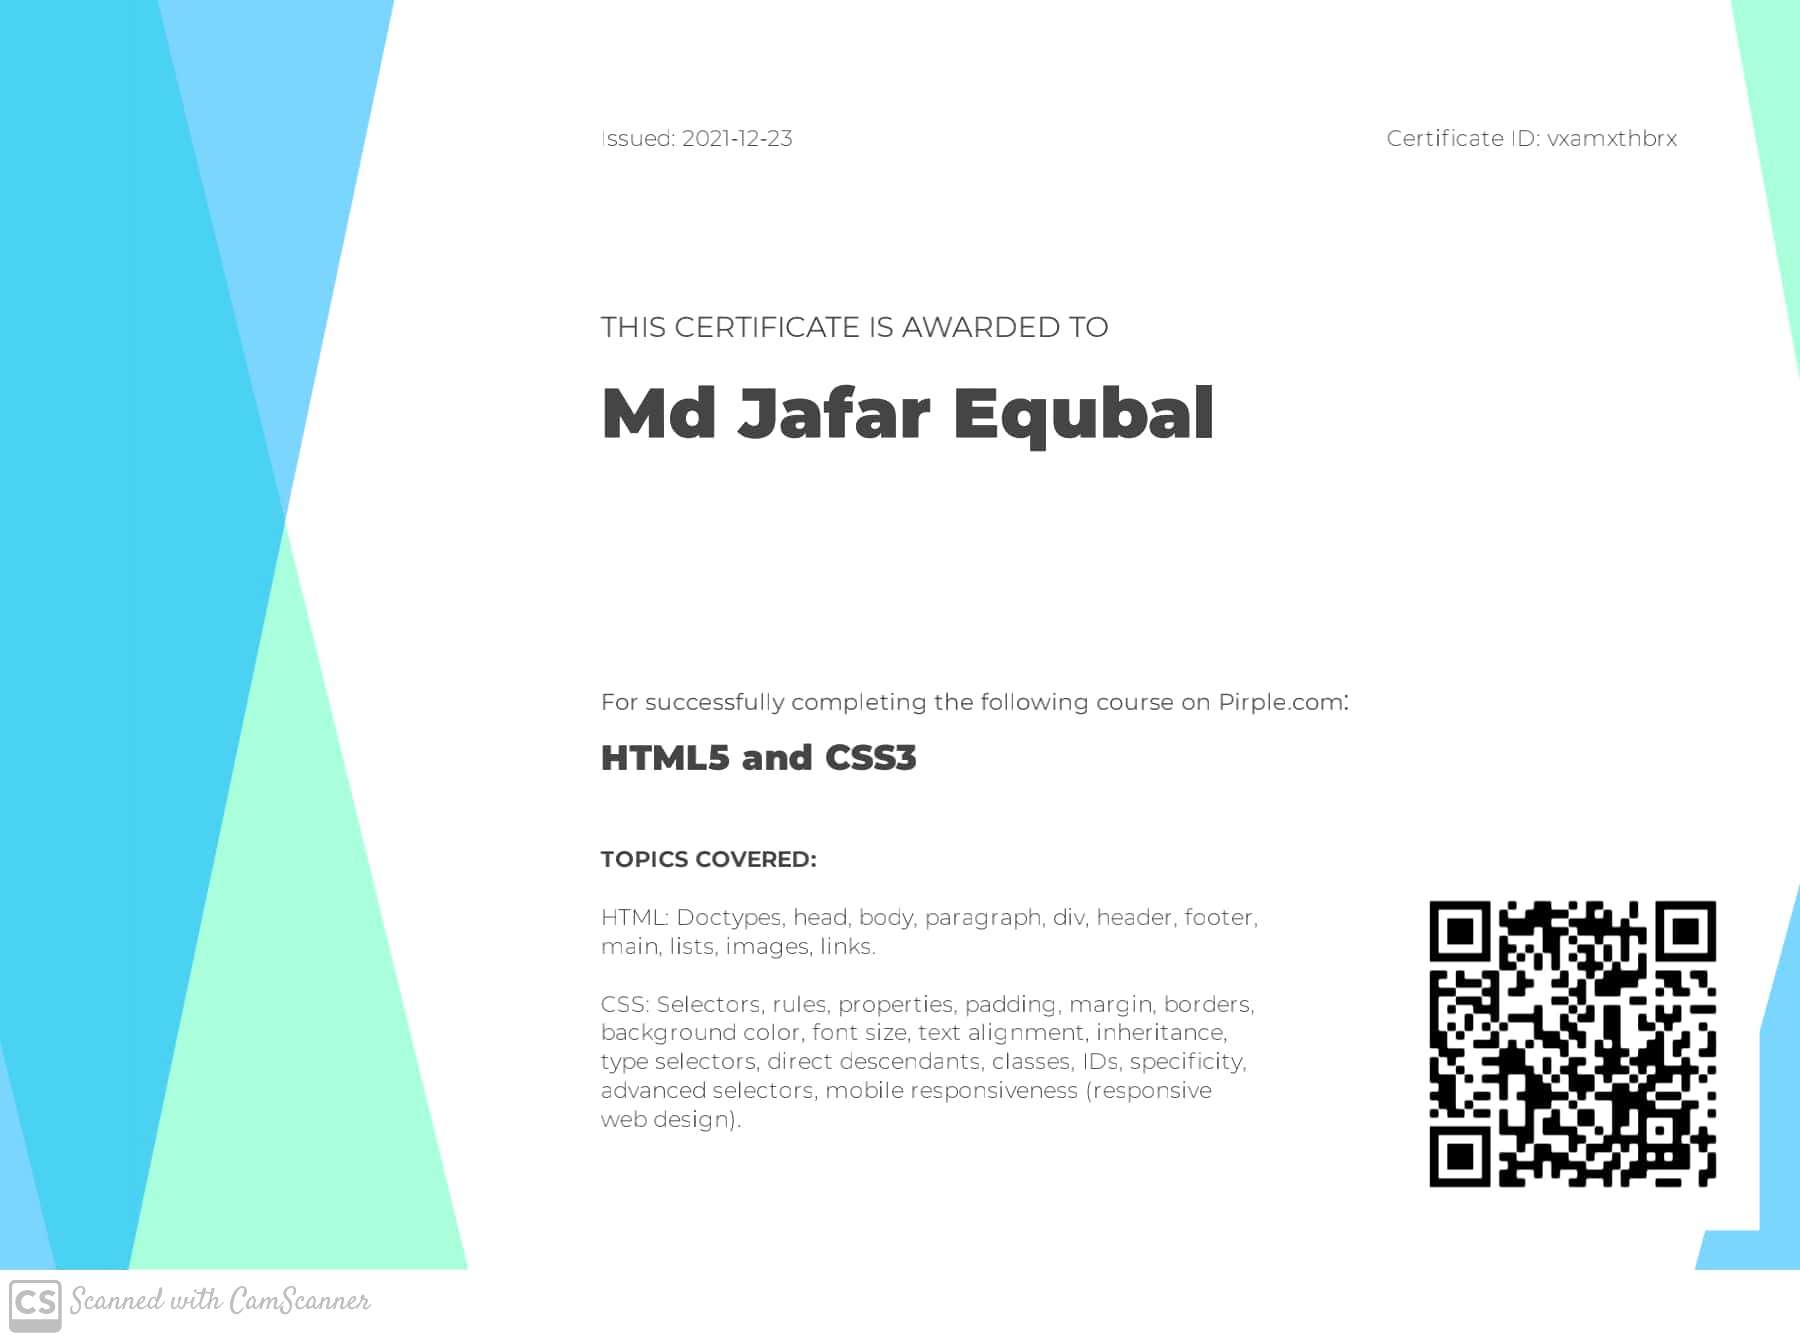 Issued: 2021-12-23
Certificate ID: vxamxthbrx
THIS CERTIFICATE IS AWARDED TO
Md Jafar Equbal
For successfully completing the following course on Pirple.com:
HTML5 and CSS3
TOPICS COVERED:
HTML: Doctypes, head, body, paragraph, div, header, footer,
main, lists, images, links.
CSS: Selectors, rules, properties, padding, margin, borders,
background color, font size, text alignment, inheritance,
type selectors, direct descendants, classes, IDs, specificity,
advanced selectors, mobile responsiveness (responsive
web design).
CS Scanned with CamScanner